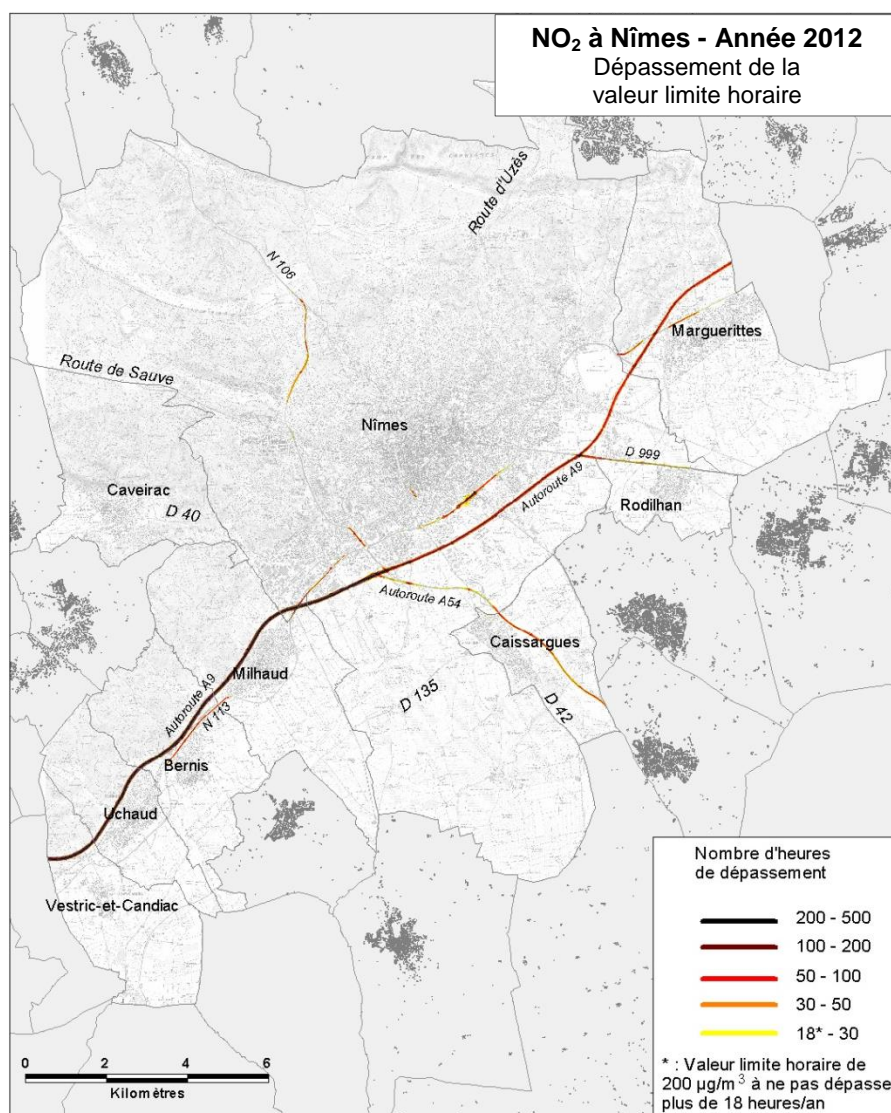 NO₂ à Nîmes - Année 2012
Dépassement de la
valeur limite horaire
Route d'Uzès
N 106
Marguerittes
Route de Sauve
Nîmes
D 999
Autoroute A9
Caveirac
Rodilhan
D 40
Autoroute A54
Caissargues
Milhaud
Autoroute A9
D 135
D 42
N 113
Bernis
Uchaud
Vestric-et-Candiac
Nombre d'heures
de dépassement
200 - 500
100 - 200
50 - 100
30 - 50
18* - 30
* : Valeur limite horaire de
200 µg/m³ à ne pas dépasse
plus de 18 heures/an
0 2 4 6
Kilomètres